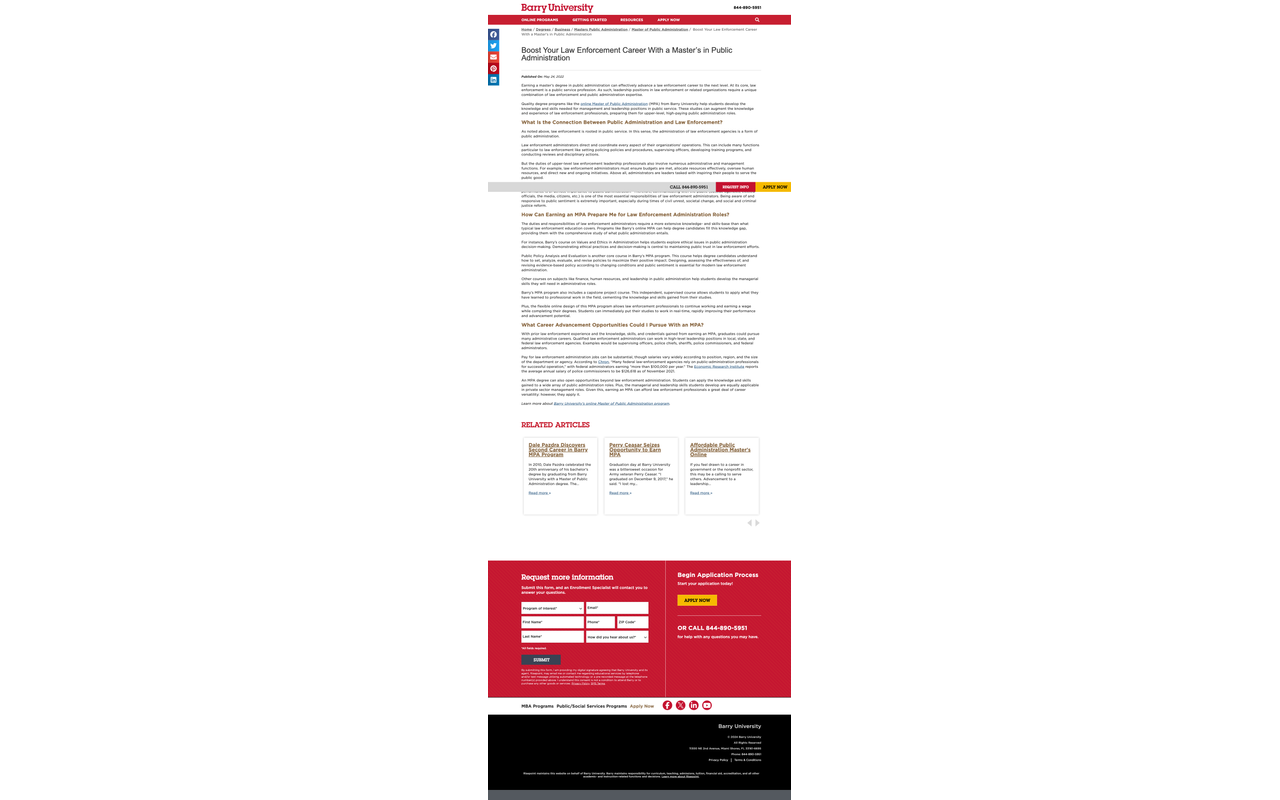 Barry University
844-890-5951
ONLINE PROGRAMS GETTING STARTED RESOURCES APPLY NOW
Home / Degrees / Business / Masters Public Administration / Master of Public Administration / Boost Your Law Enforcement Career
With a Master's in Public Administration
Boost Your Law Enforcement Career With a Master's in Public
Administration
Published On: May 24, 2022
Earning a master's degree in public administration can effectively advance a law enforcement career to the next level. At its core, law
enforcement is a public service profession. As such, leadership positions in law enforcement or related organizations require a unique
combination of law enforcement and public administration expertise.
Quality degree programs like the online Master of Public Administration (MPA) from Barry University help students develop the
knowledge and skills needed for management and leadership positions in public service. These studies can augment the knowledge
and experience of law enforcement professionals, preparing them for upper-level, high-paying public administration roles.
What Is the Connection Between Public Administration and Law Enforcement?
As noted above, law enforcement is rooted in public service. In this sense, the administration of law enforcement agencies is a form of
public administration.
Law enforcement administrators direct and coordinate every aspect of their organizations' operations. This can include many functions
particular to law enforcement like setting policing policies and procedures, supervising officers, developing training programs, and
conducting reviews and disciplinary actions.
But the duties of upper-level law enforcement leadership professionals also involve numerous administrative and management
functions. For example, law enforcement administrators must ensure budgets are met, allocate resources effectively, oversee human
resources, and direct new and ongoing initiatives. Above all, administrators are leaders tasked with inspiring their people to serve the
public good.
CALL 844-890-5951 REQUEST INFO APPLY NOW
officials, the media, citizens, etc.) is one of the most essential responsibilities of law enforcement administrators. Being aware of and
responsive to public sentiment is extremely important, especially during times of civil unrest, societal change, and social and criminal
justice reform.
How Can Earning an MPA Prepare Me for Law Enforcement Administration Roles?
The duties and responsibilities of law enforcement administrators require a more extensive knowledge- and skills-base than what
typical law enforcement education covers. Programs like Barry's online MPA can help degree candidates fill this knowledge gap,
providing them with the comprehensive study of what public administration entails.
For instance, Barry's course on Values and Ethics in Administration helps students explore ethical issues in public administration
decision-making. Demonstrating ethical practices and decision-making is central to maintaining public trust in law enforcement efforts.
Public Policy Analysis and Evaluation is another core course in Barry's MPA program. This course helps degree candidates understand
how to set, analyze, evaluate, and revise policies to maximize their positive impact. Designing, assessing the effectiveness of, and
revising evidence-based policy according to changing conditions and public sentiment is essential for modern law enforcement
administration.
Other courses on subjects like finance, human resources, and leadership in public administration help students develop the managerial
skills they will need in administrative roles.
Barry's MPA program also includes a capstone project course. This independent, supervised course allows students to apply what they
have learned to professional work in the field, cementing the knowledge and skills gained from their studies.
Plus, the flexible online design of this MPA program allows law enforcement professionals to continue working and earning a wage
while completing their degrees. Students can immediately put their studies to work in real-time, rapidly improving their performance
and advancement potential.
What Career Advancement Opportunities Could I Pursue With an MPA?
With prior law enforcement experience and the knowledge, skills, and credential gained from earning an MPA, graduates could pursue
many administrative careers. Qualified law enforcement administrators can work in high-level leadership positions in local, state, and
federal law enforcement agencies. Examples would be supervising officers, police chiefs, sheriffs, police commissioners, and federal
administrators.
Pay for law enforcement administration jobs can be substantial, though salaries vary widely according to position, region, and the size
of the department or agency. According to Chron, "Many federal law enforcement agencies rely on public-administration professionals
for successful operation," with federal administrators earning "more than $100,000 per year." The Economic Research Institute reports
the average annual salary of police commissioners to be $126,819 as of November 2021.
An MPA degree can also open opportunities beyond law enforcement administration. Students can apply the knowledge and skills
gained to a wide array of public administration roles. Plus, the managerial and leadership skills students develop are equally applicable
in private sector management roles. Given this, earning an MPA can afford law enforcement professionals a great deal of career
versatility, however, they apply it.
Learn more about Barry University's online Master of Public Administration program.
RELATED ARTICLES
Dale Pazdra Discovers
Second Career in Barry
MPA Program
In 2010, Dale Pazdra celebrated the
20th anniversary of his bachelor's
degree by graduating from Barry
University with a Master of Public
Administration degree. The...
Read more »
Perry Ceasar Seizes
Opportunity to Earn
MPA
Graduation day at Barry University
was a bittersweet occasion for
Army veteran Perry Ceasar. "I
graduated on December 9, 2017," he
said. "I lost my...
Read more »
Affordable Public
Administration Master's
Online
If you feel drawn to a career in
government or the nonprofit sector,
this may be a calling to serve
others. Advancement to a
leadership...
Read more »
Request more information
Submit this form, and an Enrollment Specialist will contact you to
answer your questions.
Program of Interest* Email*
First Name* Phone* ZIP Code*
Last Name* How did you hear about us?*
*All fields required.
SUBMIT
Begin Application Process
Start your application today!
APPLY NOW
OR CALL 844-890-5951
for help with any questions you may have.
MBA Programs Public/Social Services Programs Apply Now
Barry University
© 2024 Barry University
All Rights Reserved
11300 NE 2nd Avenue, Miami Shores, FL 33161-6695
Phone: 844-890-5951
Privacy Policy | Terms & Conditions